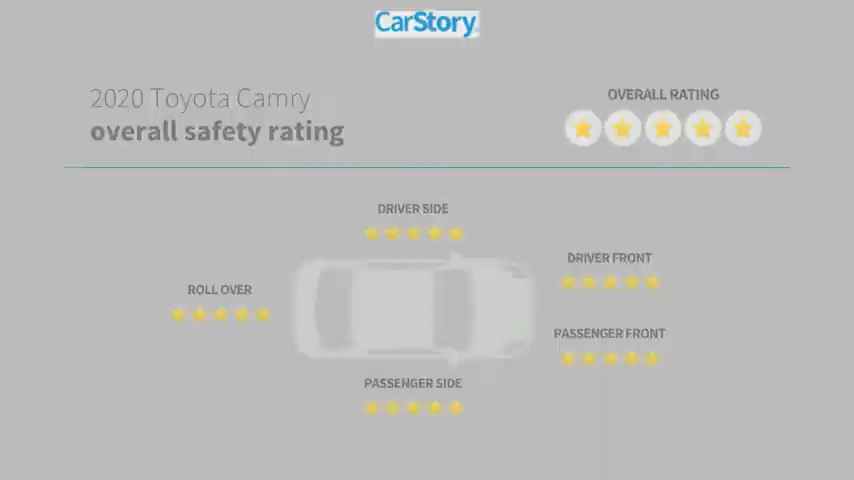 CarStory
2020 Toyota Camry
overall safety rating
OVERALL RATING
DRIVER SIDE
DRIVER FRONT
ROLL OVER
PASSENGER FRONT
PASSENGER SIDE